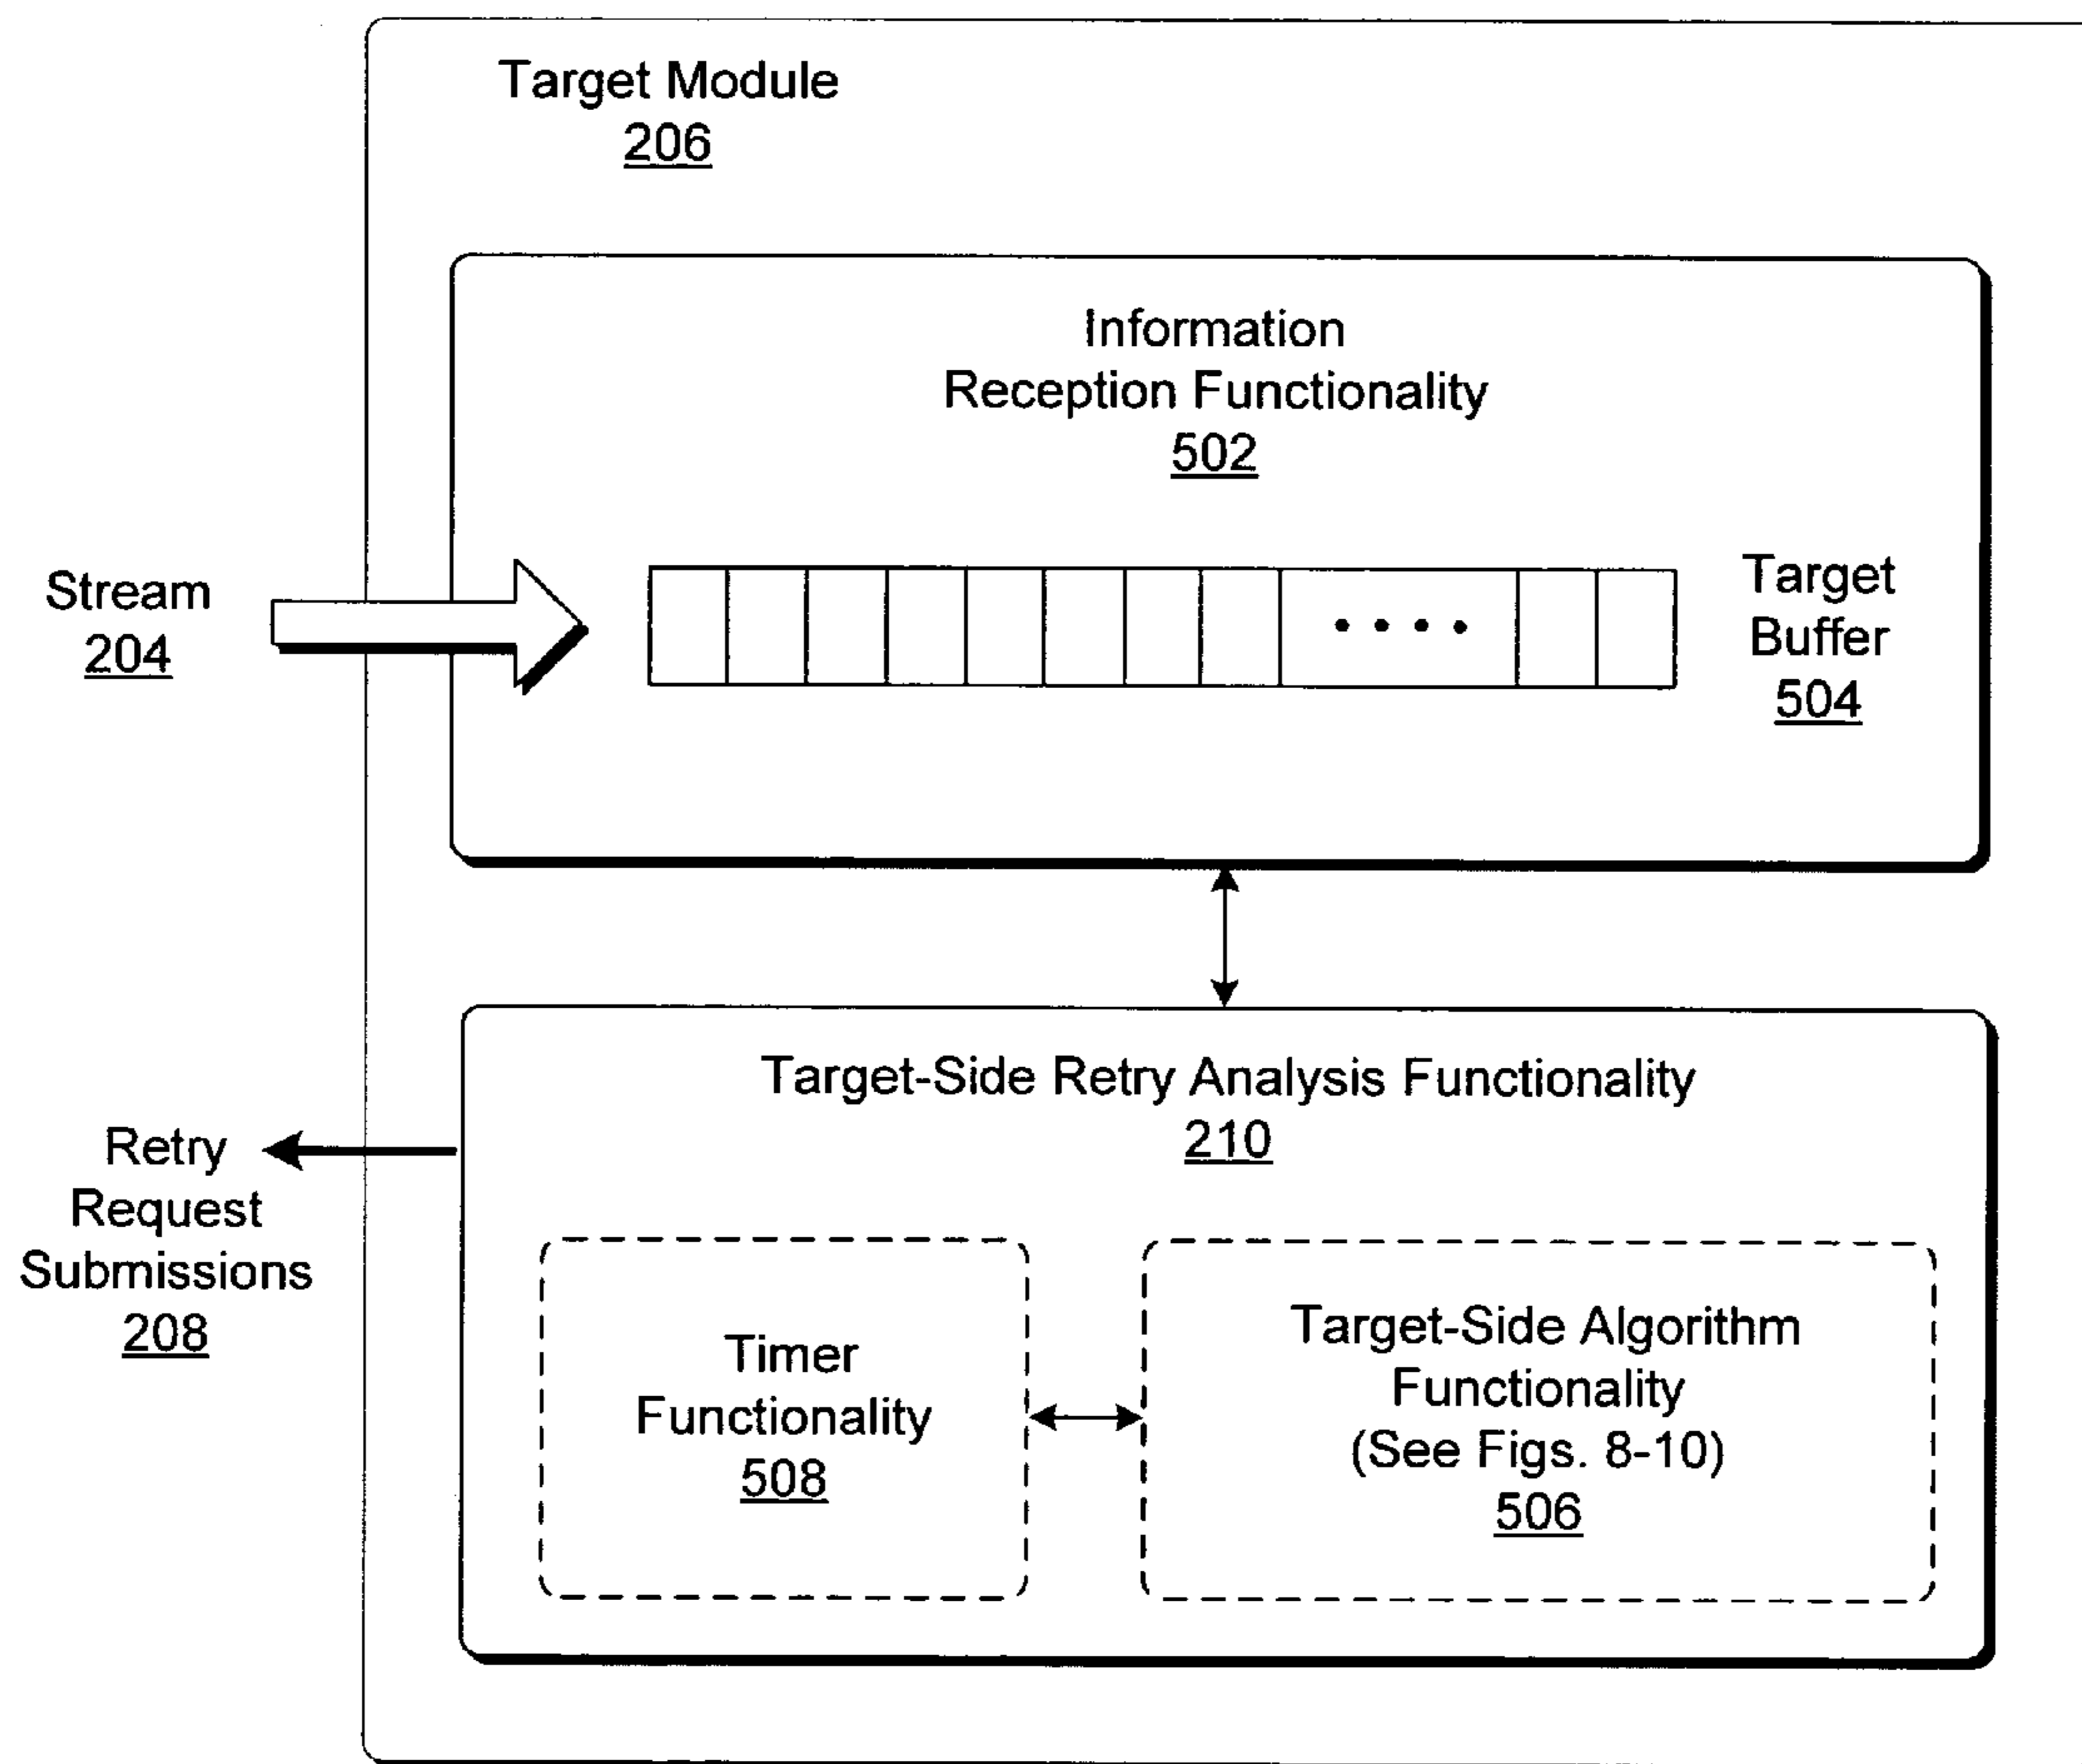 Target Module
206
Information
Reception Functionality
502
Stream
204
Target
Buffer
504
Target-Side Retry Analysis Functionality
210
Retry
Request
Submissions
208
Timer
Functionality
508
Target-Side Algorithm
Functionality
(See Figs. 8-10)
506